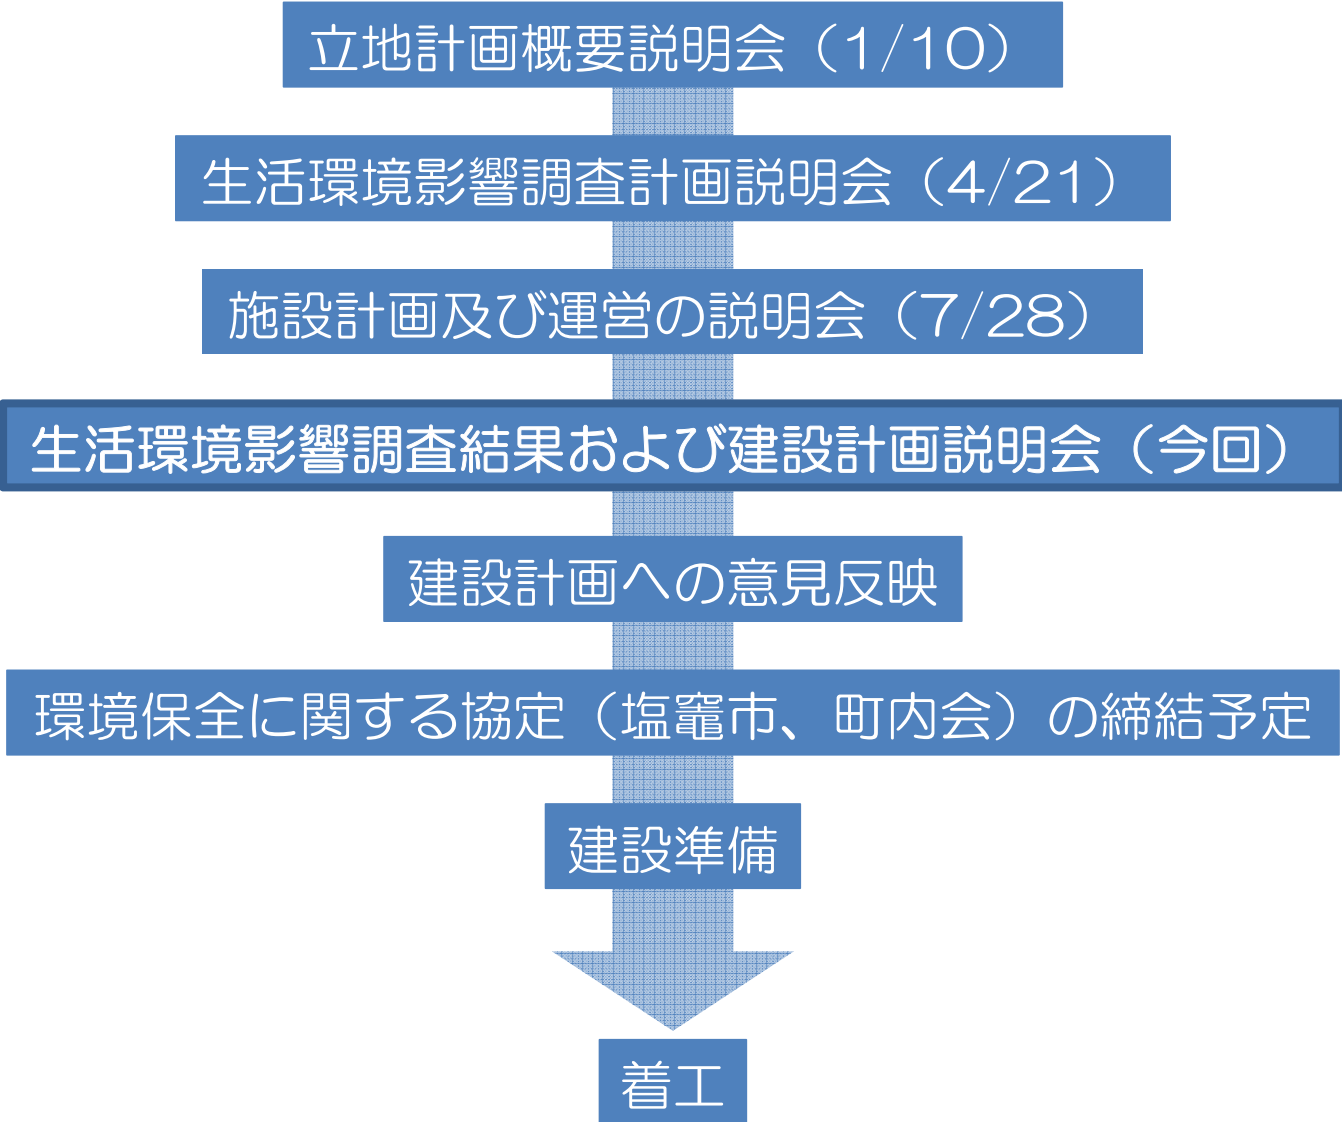 立地計画概要説明会（1/10）
生活環境影響調査計画説明会（4/21）
施設計画及び運営の説明会（7/28）
生活環境影響調査結果および建設計画説明会（今回）
建設計画への意見反映
環境保全に関する協定（塩竈市、町内会）の締結予定
建設準備
着工